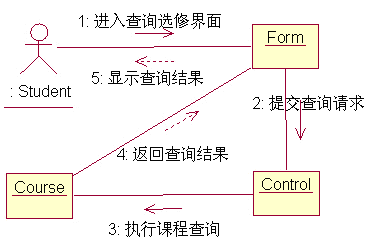 1: 进入查询选修界面
Form
5: 显示查询结果
: Student
2: 提交查询请求
4: 返回查询结果
Course
Control
3: 执行课程查询